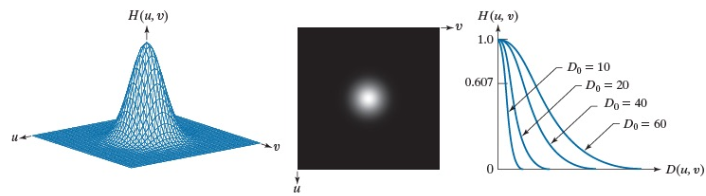 H(u, v)
u
v
v
u
H(u, v)
1.0
0.607
0
D₀ = 10
D₀ = 20
D₀ = 40
D₀ = 60
D(u, v)